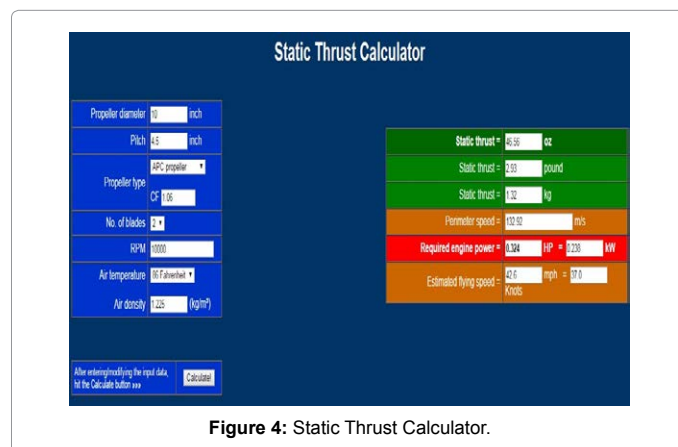 Static Thrust Calculator
Propeller diameter 10 inch
Pitch 4.5 inch
Propeller type APC propeller
CF 1.06
No. of blades 2
RPM 10000
Air temperature 86 Fahrenheit
Air density 1.225 (kg/m³)
After entering/modifying the input data,
hit the Calculate button »»»
Calculate!
Static thrust = 46.56 oz
Static thrust = 2.93 pound
Static thrust = 1.32 kg
Perimeter speed = 132.92 m/s
Required engine power = 0.324 HP = 0.238 kW
Estimated flying speed = 42.6 mph = 37.0
Knots
Figure 4: Static Thrust Calculator.